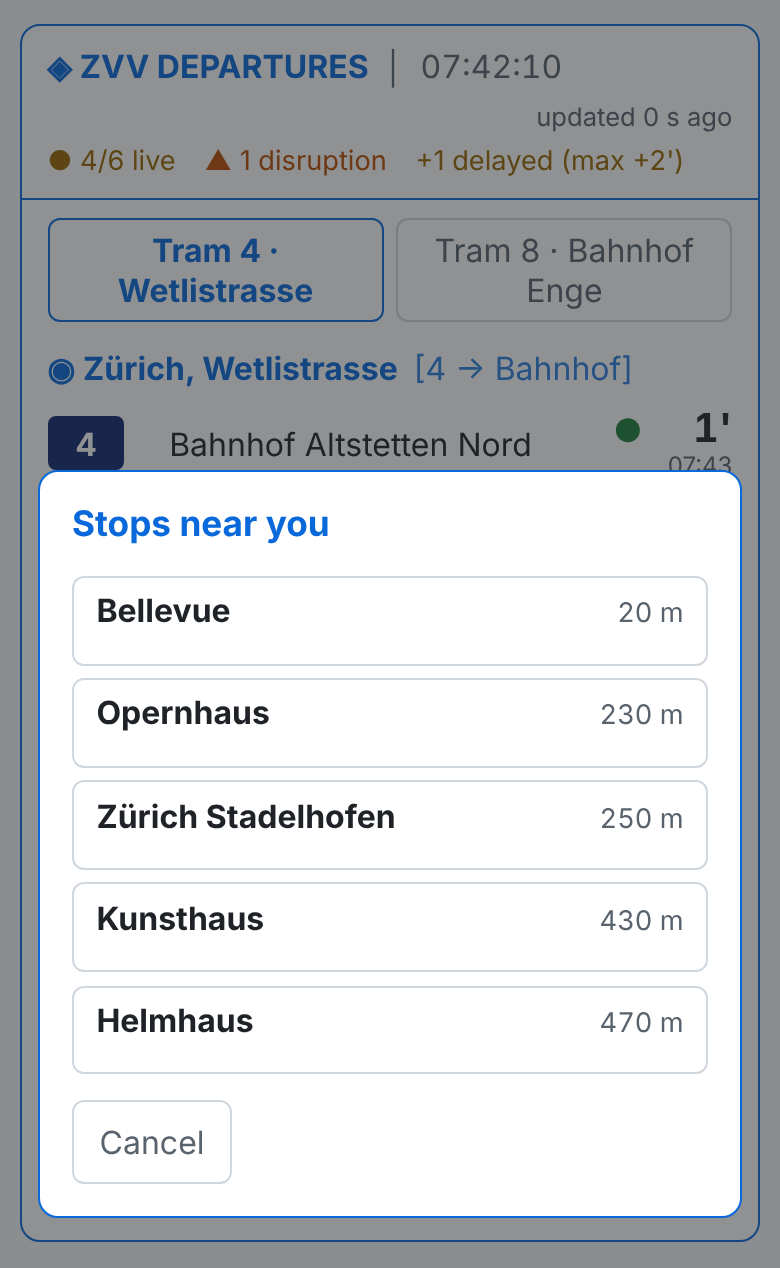 ◈ ZVV DEPARTURES │ 07:42:10
updated 0 s ago
● 4/6 live ▲ 1 disruption +1 delayed (max +2')
Tram 4 ·
Wetlistrasse
Tram 8 · Bahnhof
Enge
◉ Zürich, Wetlistrasse [4 → Bahnhof]
4 Bahnhof Altstetten Nord ● 1'
07:43
Stops near you
Bellevue 20 m
Opernhaus 230 m
Zürich Stadelhofen 250 m
Kunsthaus 430 m
Helmhaus 470 m
Cancel